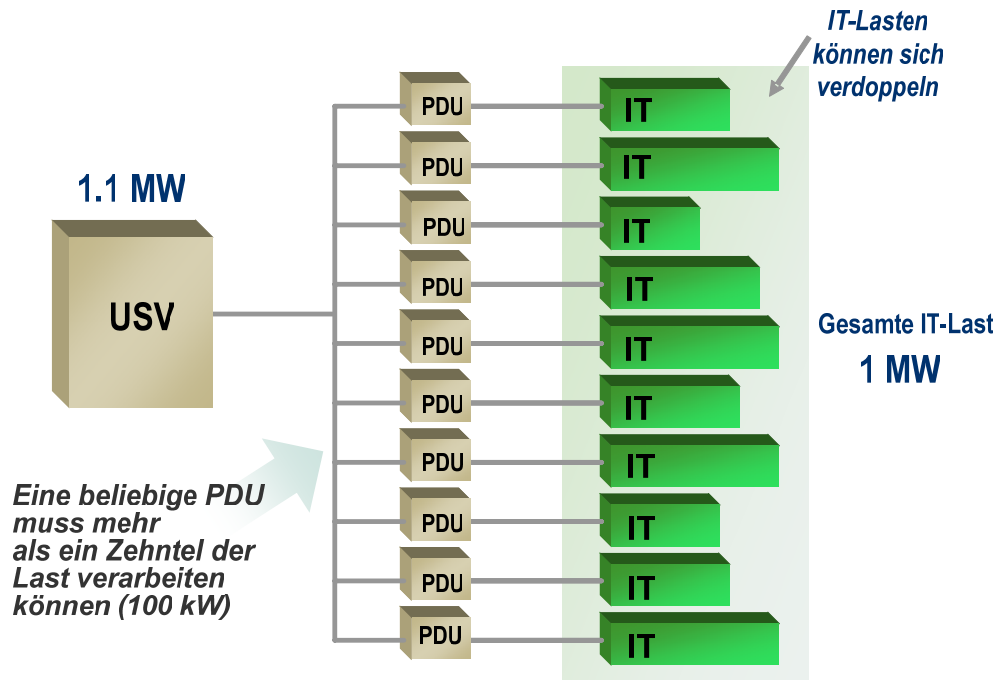 IT-Lasten
können sich
verdoppeln
1.1 MW
USV
PDU
IT
PDU
IT
PDU
IT
PDU
IT
PDU
IT
PDU
IT
PDU
IT
PDU
IT
PDU
IT
PDU
IT
Gesamte IT-Last
1 MW
Eine beliebige PDU
muss mehr
als ein Zehntel der
Last verarbeiten
können (100 kW)